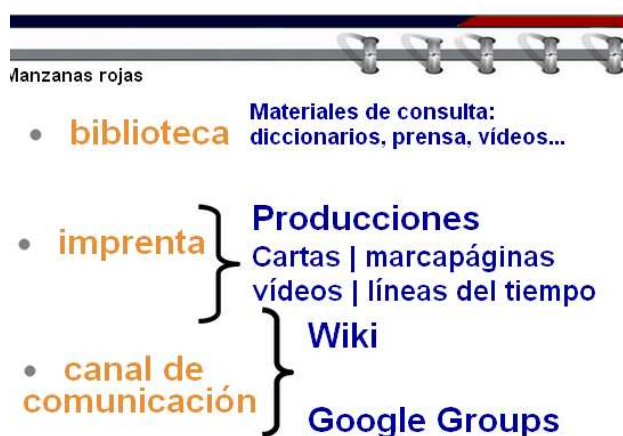 Manzanas rojas
• biblioteca
Materiales de consulta:
diccionarios, prensa, vídeos...
• imprenta
Producciones
Cartas | marcapáginas
vídeos | líneas del tiempo
• canal de
comunicación
Wiki
Google Groups